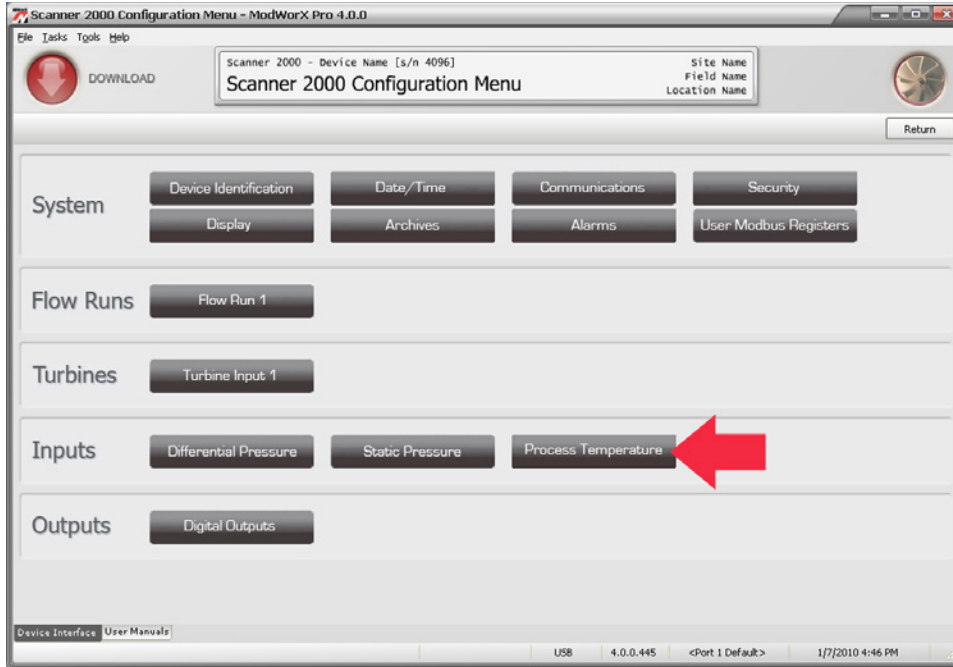 Scanner 2000 Configuration Menu - ModWorX Pro 4.0.0
File Tasks Tools Help
DOWNLOAD
Scanner 2000 - Device Name [s/n 4096]
Scanner 2000 Configuration Menu
Site Name
Field Name
Location Name
Return
System
Device Identification Date/Time Communications Security
Display Archives Alarms User Modbus Registers
Flow Runs Flow Run 1
Turbines Turbine Input 1
Inputs Differential Pressure Static Pressure Process Temperature
Outputs Digital Outputs
Device Interface User Manuals
USB 4.0.0.445 <Port 1 Default> 1/7/2010 4:46 PM